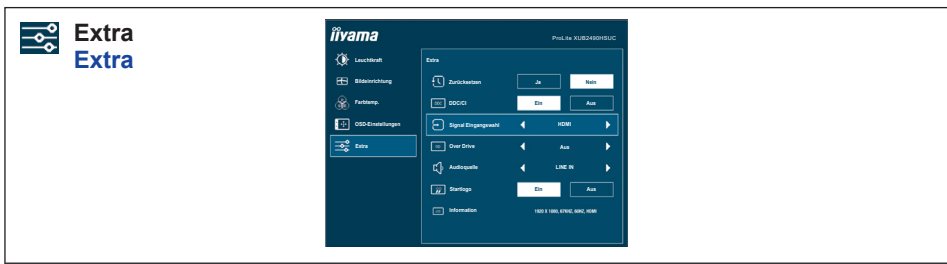 Extra
Extra
iiyama
ProLite XUB2490HSUC
Leuchtkraft
Bildeinrichtung
Farbtemp.
OSD-Einstellungen
Extra
Extra
Zurücksetzen
Ja
Nein
DDC
DDC/CI
Ein
Aus
Signal Eingangswahl
HDMI
Over Drive
Aus
Audioquelle
LINE IN
Startlogo
Ein
Aus
Information
1920 X 1080, 67KHZ, 60HZ, HDMI